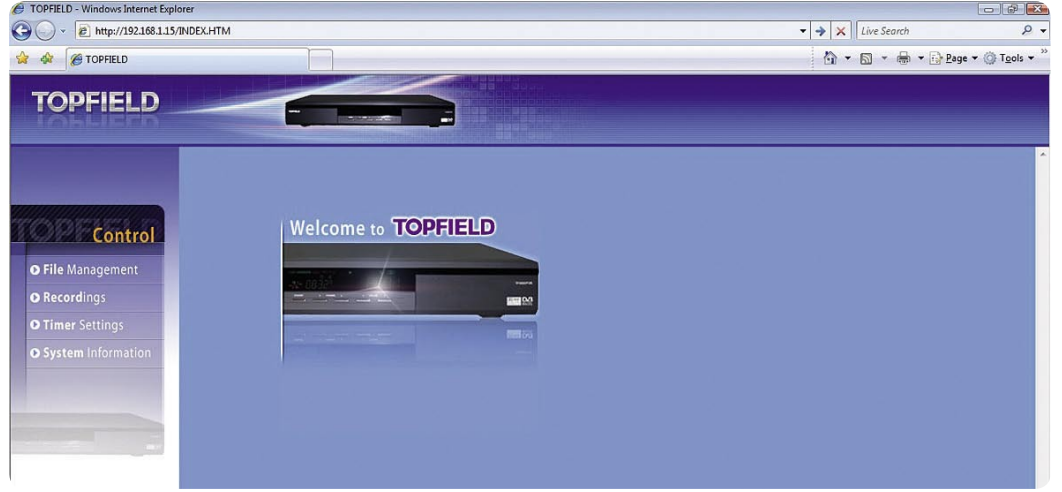 TOPFIELD - Windows Internet Explorer
http://192.168.1.15/INDEX.HTM
Live Search
TOPFIELD
Page
Tools
TOPFIELD
TOPFIELD
Control
File Management
Recordings
Timer Settings
System Information
Welcome to TOPFIELD